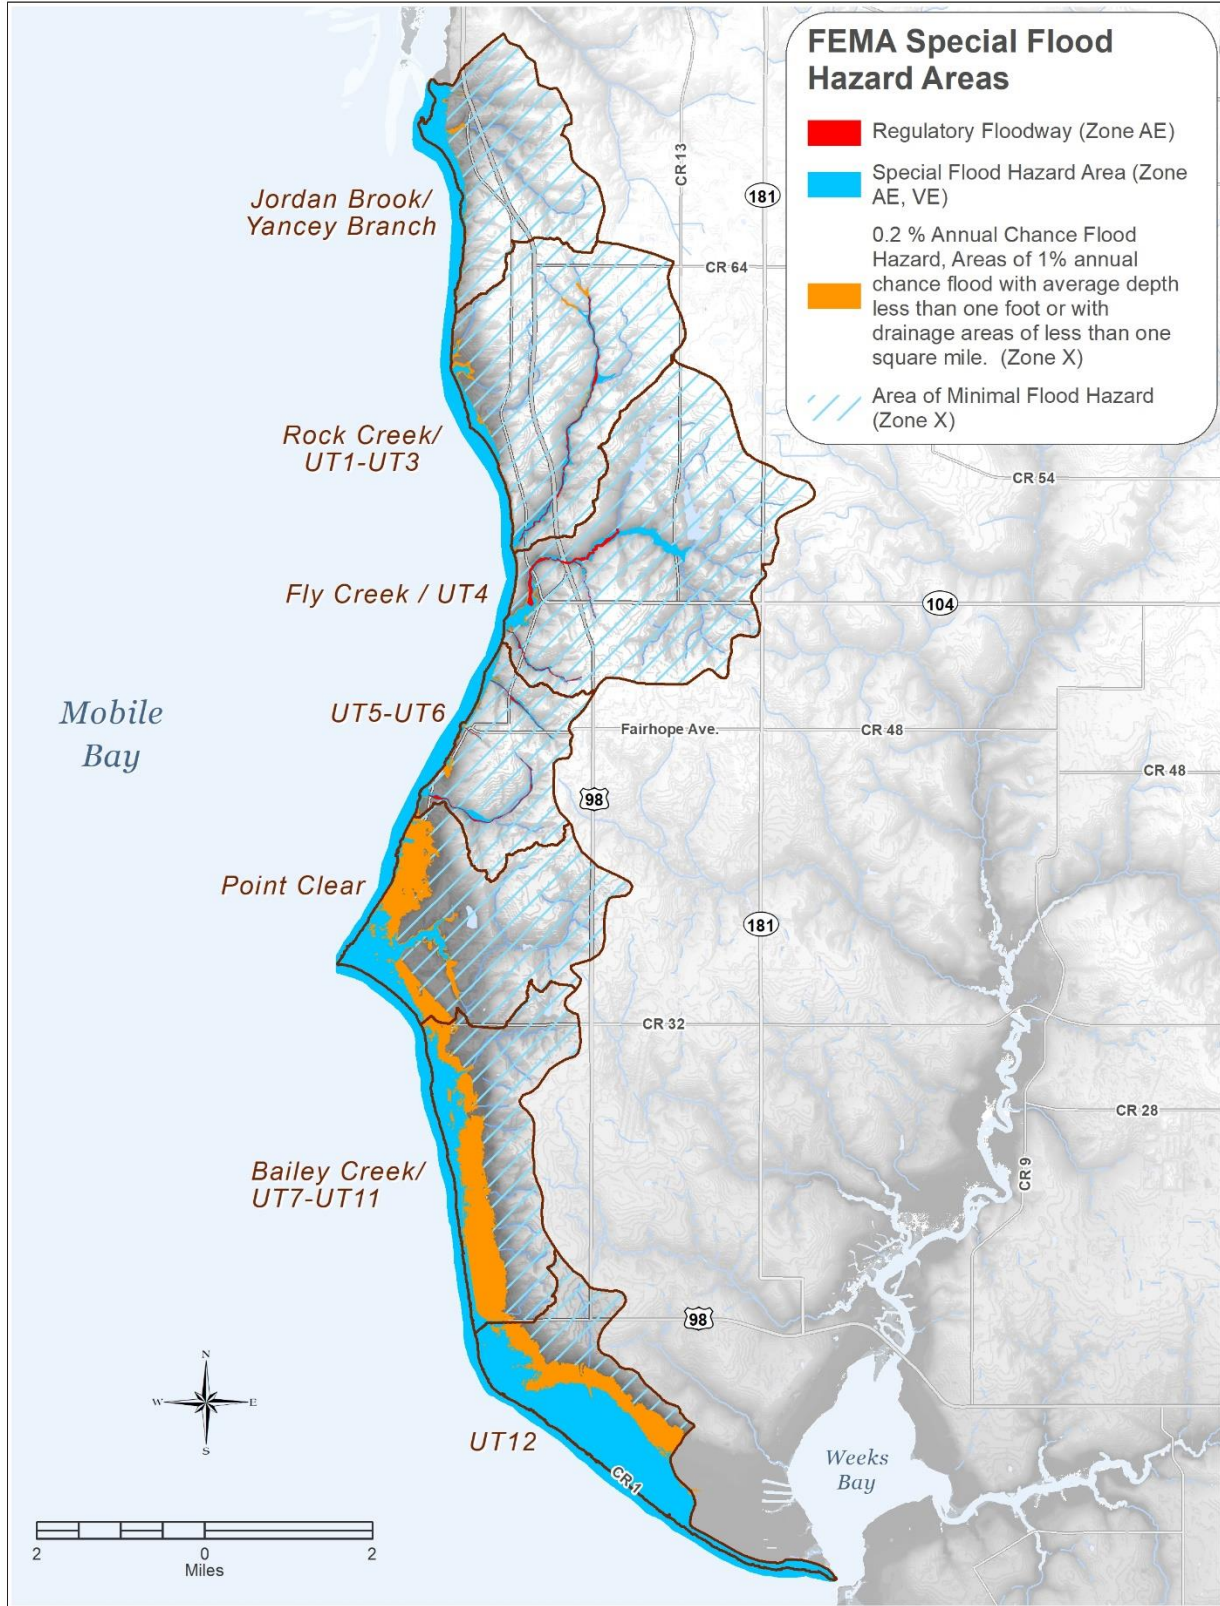 FEMA Special Flood
Hazard Areas
Regulatory Floodway (Zone AE)
Special Flood Hazard Area (Zone
AE, VE)
0.2 % Annual Chance Flood
Hazard, Areas of 1% annual
chance flood with average depth
less than one foot or with
drainage areas of less than one
square mile. (Zone X)
Area of Minimal Flood Hazard
(Zone X)
CR 13
181
Jordan Brook/
Yancey Branch
CR 64
Rock Creek/
UT1-UT3
CR 54
Fly Creek / UT4
104
Mobile
Bay
UT5-UT6
Fairhope Ave.
CR 48
CR 48
98
Point Clear
181
CR 32
CR 28
Bailey Creek/
UT7-UT11
CR 9
98
N
W
E
S
UT12
CR 1
Weeks
Bay
2
0
2
Miles